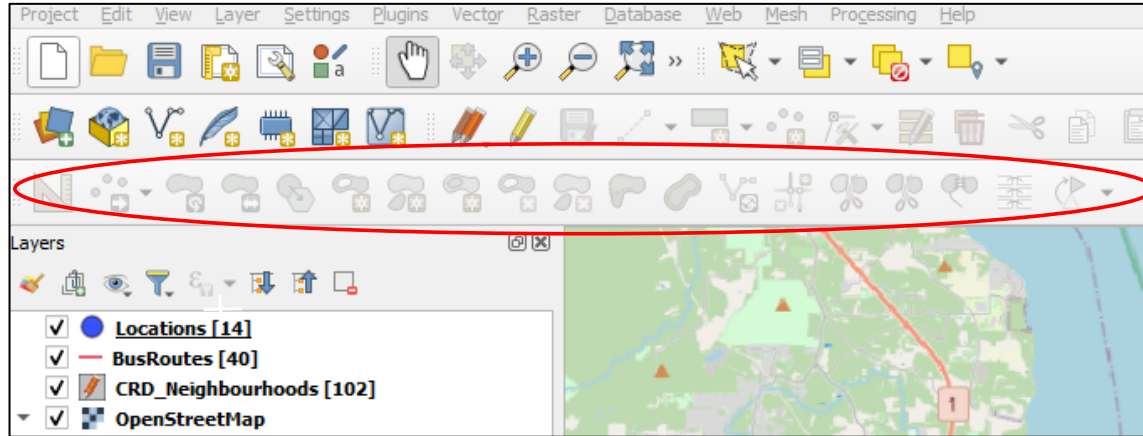 Project Edit View Layer Settings Plugins Vector Raster Database Web Mesh Processing Help
a
»
Layers
Locations [14]
BusRoutes [40]
CRD_Neighbourhoods [102]
OpenStreetMap
1